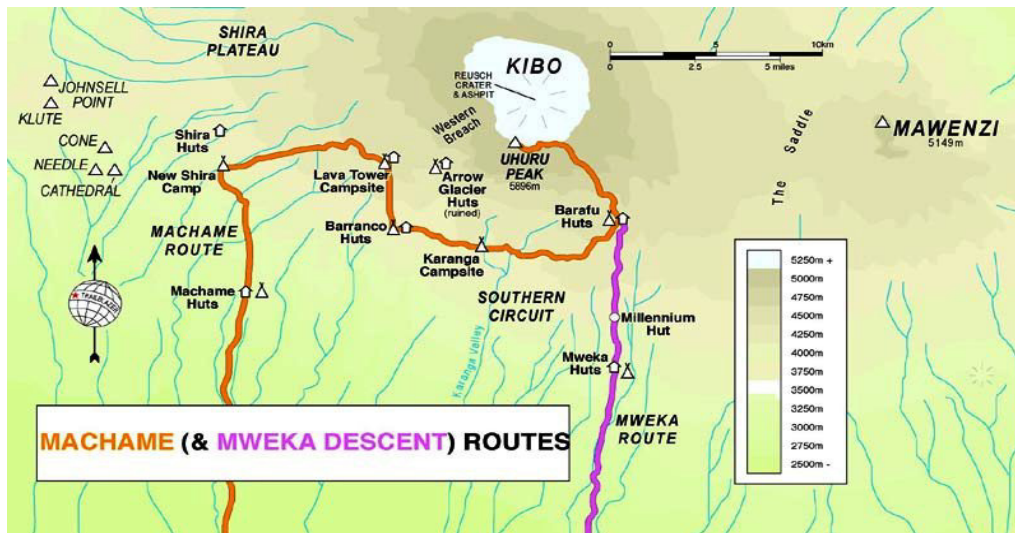 SHIRA
PLATEAU
JOHNSELL
POINT
KLUTE
CONE
NEEDLE
CATHEDRAL
Shira
Huts
New Shira
Camp
MACHAME
ROUTE
Machame
Huts
TRAILBLAZER
Lava Tower
Campsite
Barranco
Huts
Western
Breach
Arrow
Glacier
Huts
(ruined)
Karanga
Campsite
Karanga Valley
SOUTHERN
CIRCUIT
KIBO
REUSCH
CRATER
& ASHPIT
UHURU
PEAK
5896m
Barafu
Huts
Millennium
Hut
Mweka
Huts
MWEKA
ROUTE
0 5 10km
0 2.5 5 miles
The Saddle
MAWENZI
5149m
5250m +
5000m
4750m
4500m
4250m
4000m
3750m
3500m
3250m
3000m
2750m
2500m -
MACHAME (& MWEKA DESCENT) ROUTES